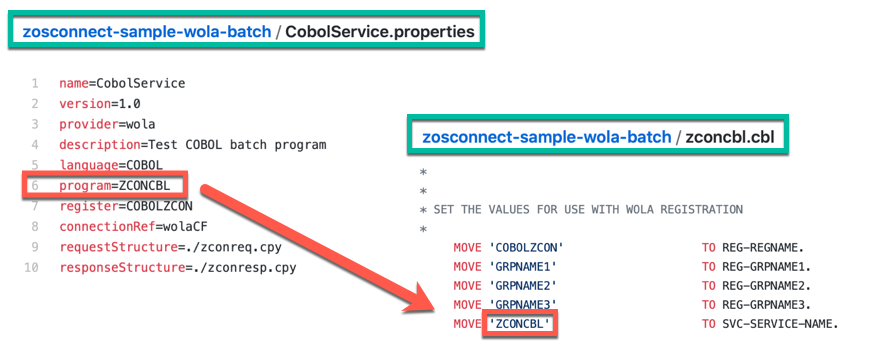 zosconnect-sample-wola-batch / CobolService.properties
1 name=CobolService
2 version=1.0
3 provider=wola
4 description=Test COBOL batch program
5 language=COBOL
6 program=ZCONCBL
7 register=COBOLZCON
8 connectionRef=wolaCF
9 requestStructure=./zconreq.cpy
10 responseStructure=./zconresp.cpy
zosconnect-sample-wola-batch / zconcbl.cbl
*
*
* SET THE VALUES FOR USE WITH WOLA REGISTRATION
*
MOVE 'COBOLZCON' TO REG-REGNAME.
MOVE 'GRPNAME1' TO REG-GRPNAME1.
MOVE 'GRPNAME2' TO REG-GRPNAME2.
MOVE 'GRPNAME3' TO REG-GRPNAME3.
MOVE 'ZCONCBL' TO SVC-SERVICE-NAME.